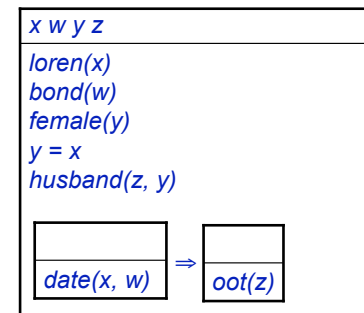 x w y z
loren(x)
bond(w)
female(y)
y = x
husband(z, y)
date(x, w) ⇒ oot(z)